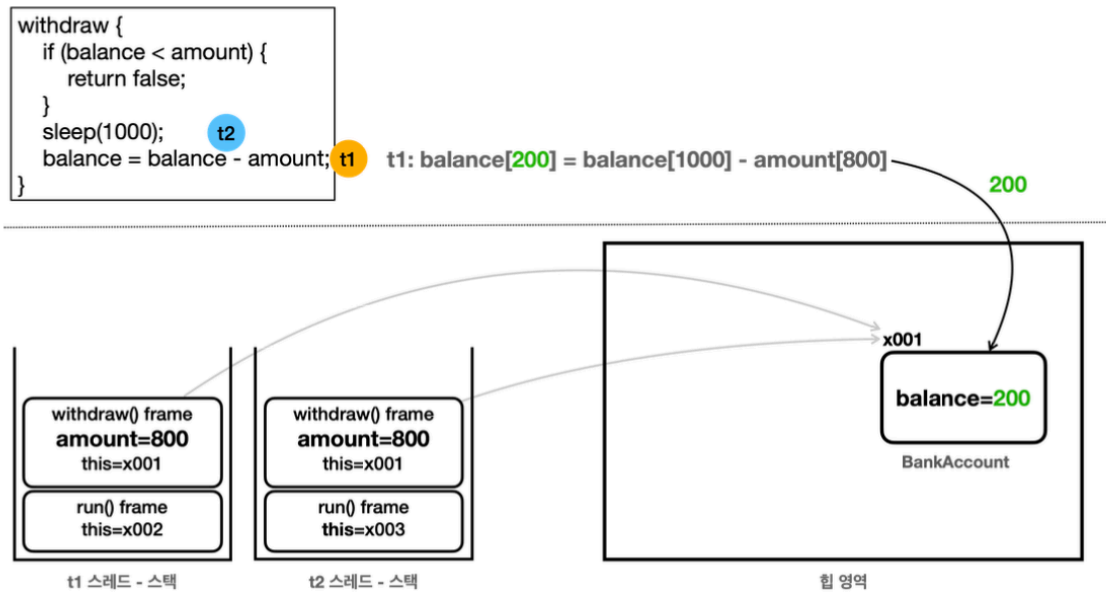 withdraw {
if (balance < amount) {
return false;
}
sleep(1000);
t2
balance = balance - amount;
t1
}
t1: balance[200] = balance[1000] - amount[800]
200
x001
balance=200
BankAccount
withdraw() frame
amount=800
this=x001
run() frame
this=x002
t1 스레드 - 스택
withdraw() frame
amount=800
this=x001
run() frame
this=x003
t2 스레드 - 스택
힙 영역